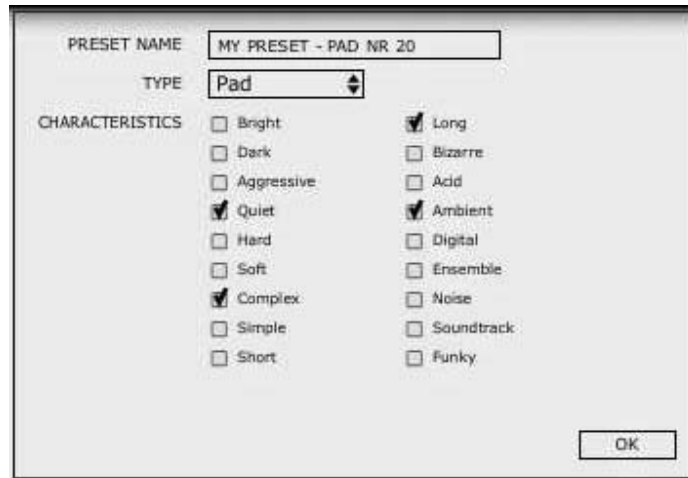 PRESET NAME MY PRESET - PAD NR 20
TYPE Pad
CHARACTERISTICS Bright Long
Dark Bizarre
Aggressive Acid
Quiet Ambient
Hard Digital
Soft Ensemble
Complex Noise
Simple Soundtrack
Short Funky
OK